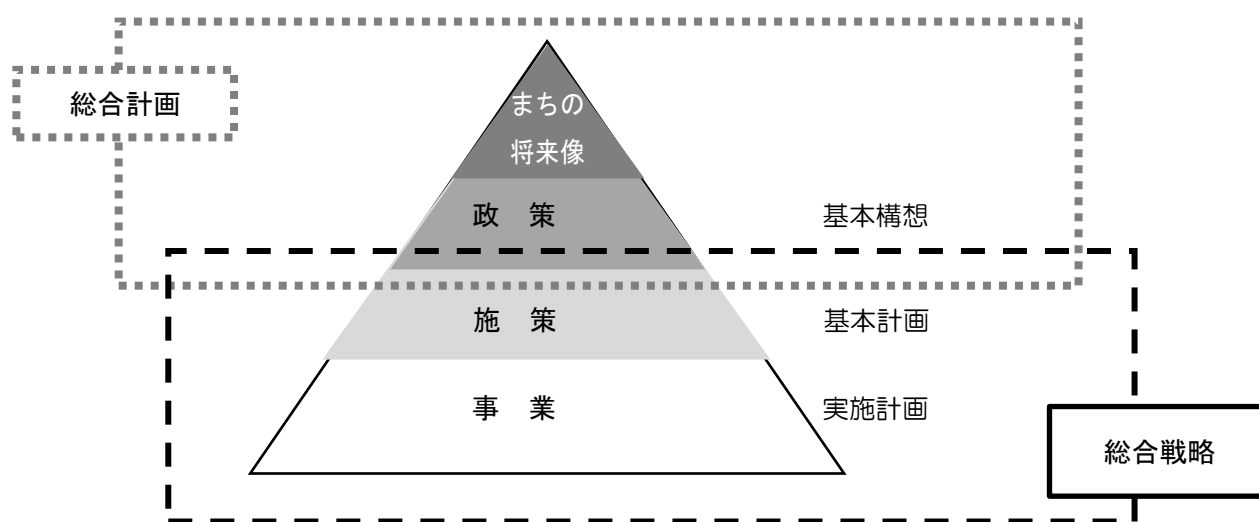 総合計画
まちの
将来像
政　策
基本構想
施　策
基本計画
事　業
実施計画
総合戦略